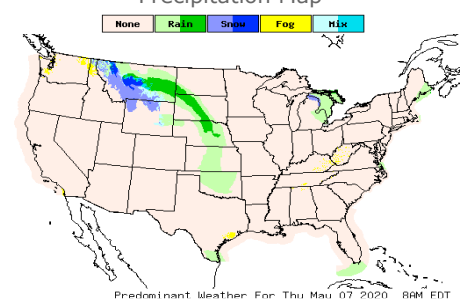 Precipitation Map
None Rain Snow Fog Mix
Predominant Weather For Thu May 07 2020 8AM EDT